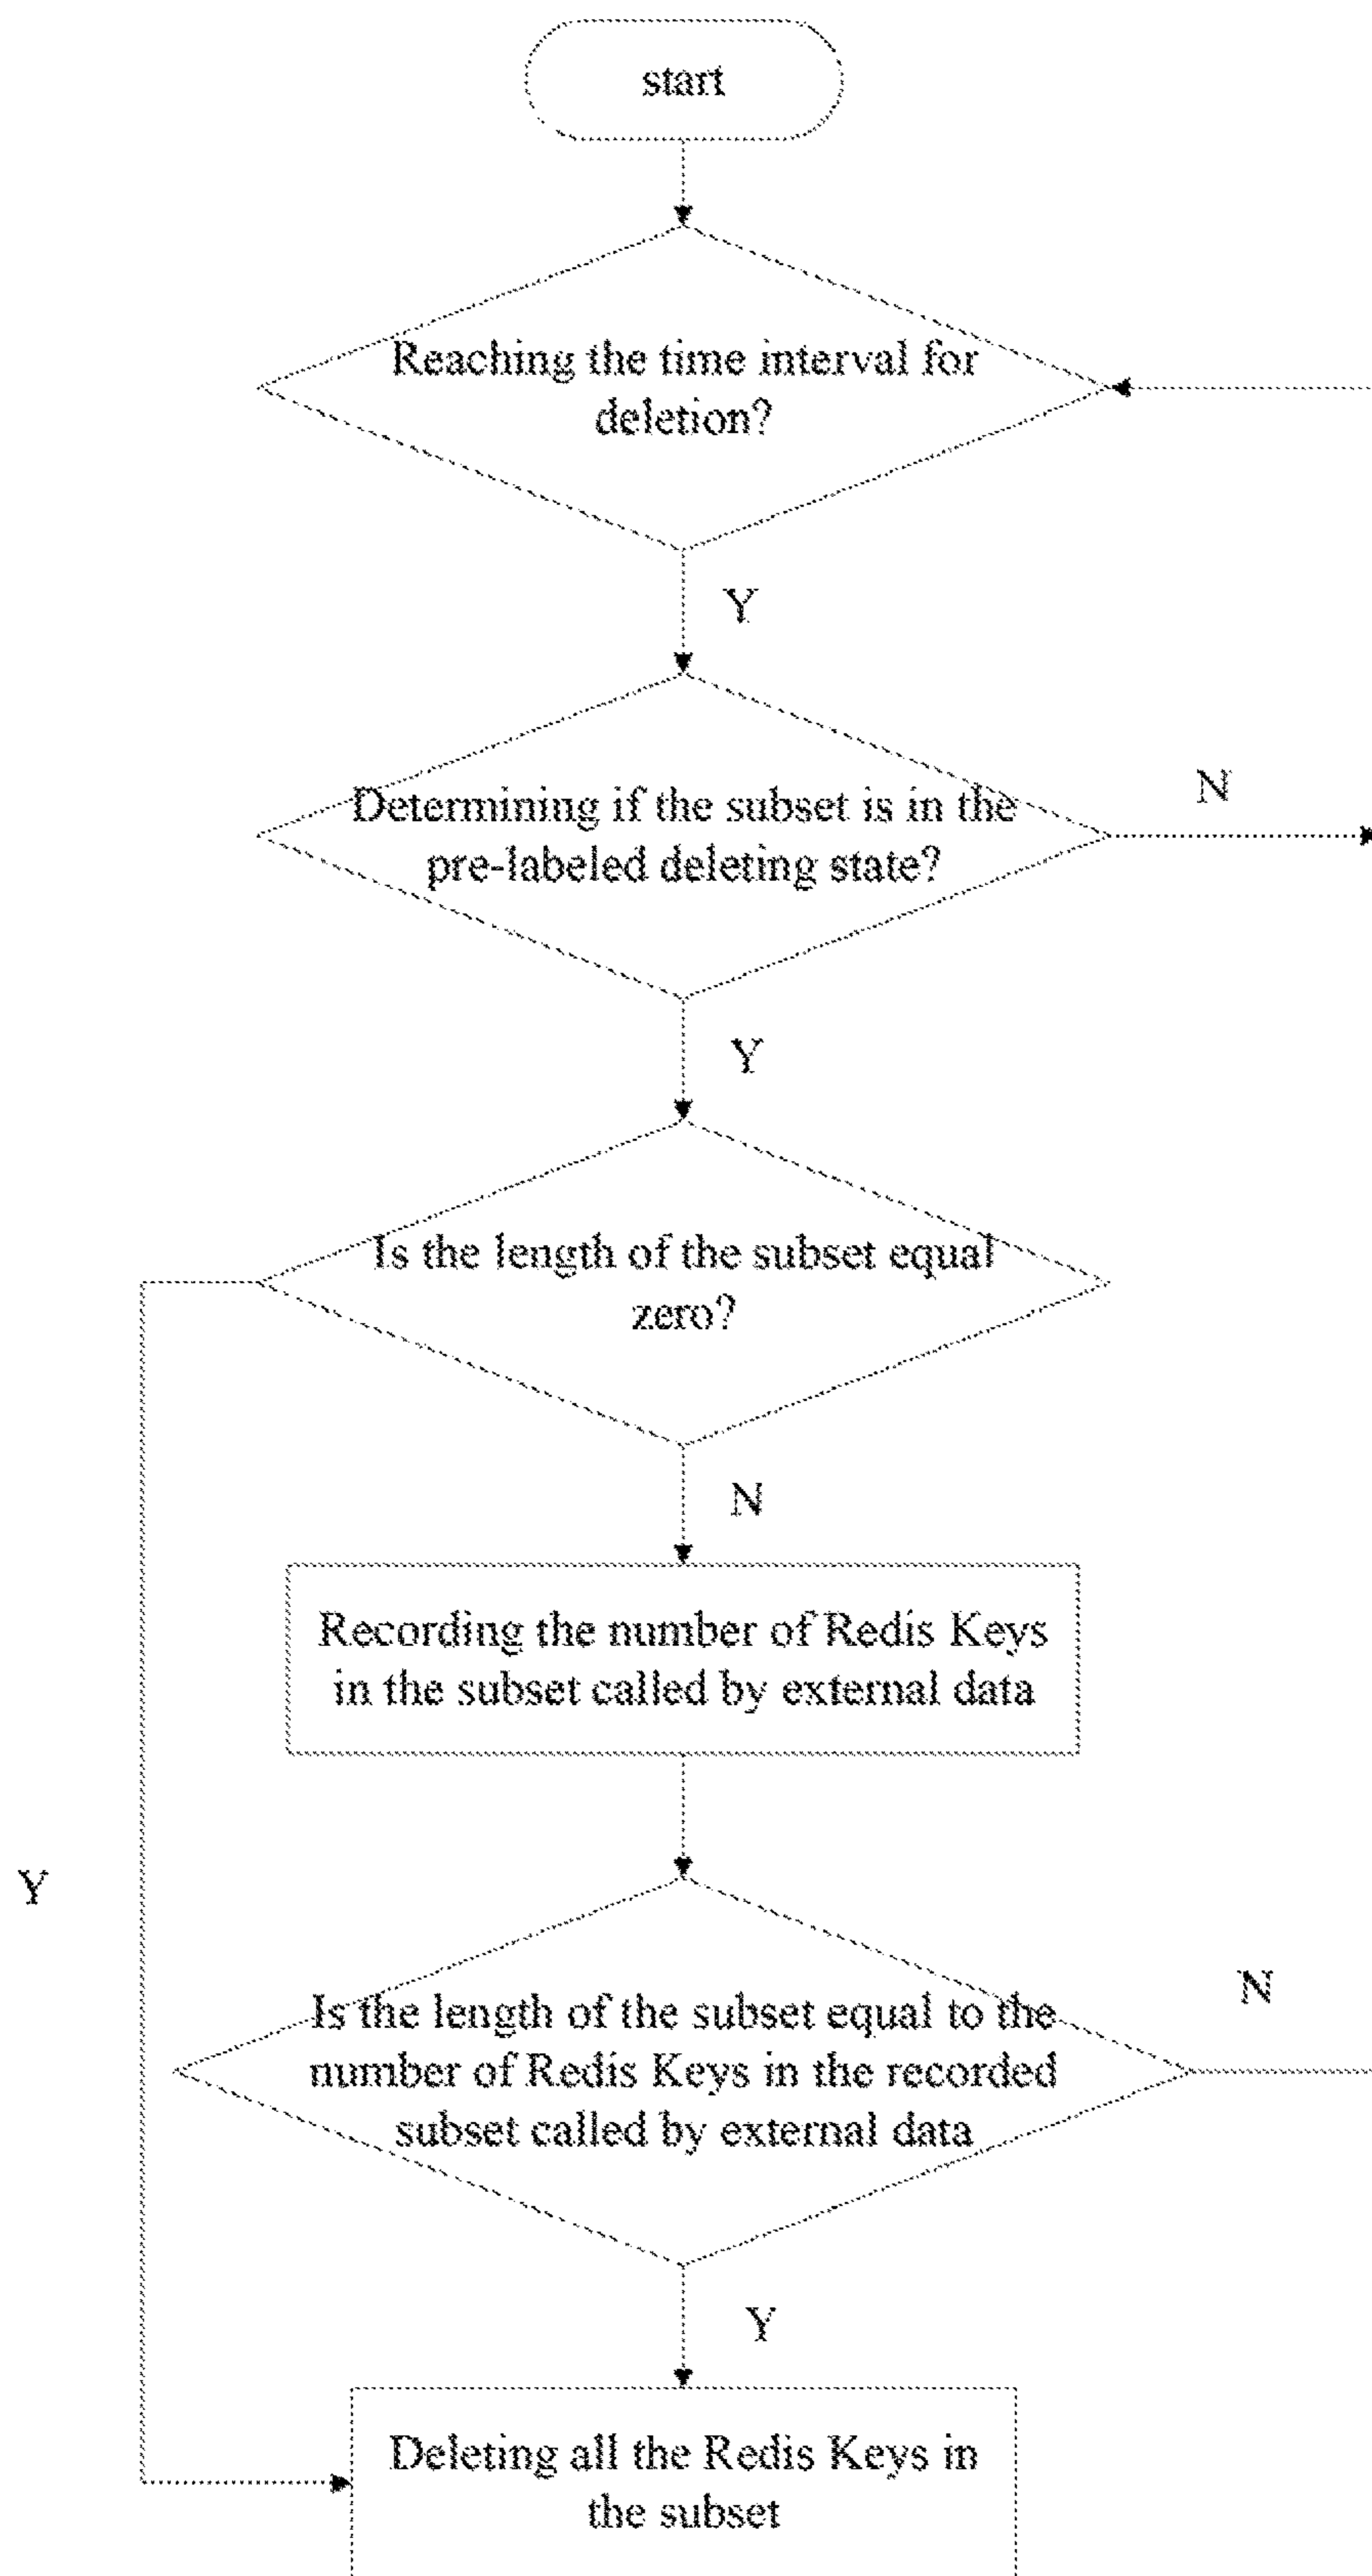 start
Reaching the time interval for
deletion?
Y
Determining if the subset is in the
pre-labeled deleting state?
N
Y
Is the length of the subset equal
zero?
N
Recording the number of Redis Keys
in the subset called by external data
Y
Is the length of the subset equal to the
number of Redis Keys in the recorded
subset called by external data
N
Y
Deleting all the Redis Keys in
the subset